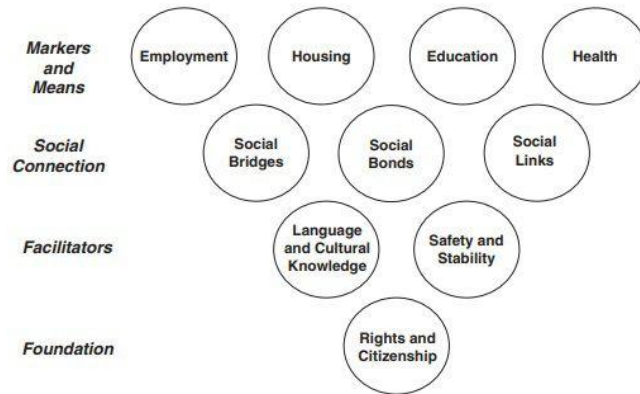 Markers
and
Means
Employment
Housing
Education
Health
Social
Connection
Social
Bridges
Social
Bonds
Social
Links
Facilitators
Language
and Cultural
Knowledge
Safety and
Stability
Foundation
Rights and
Citizenship